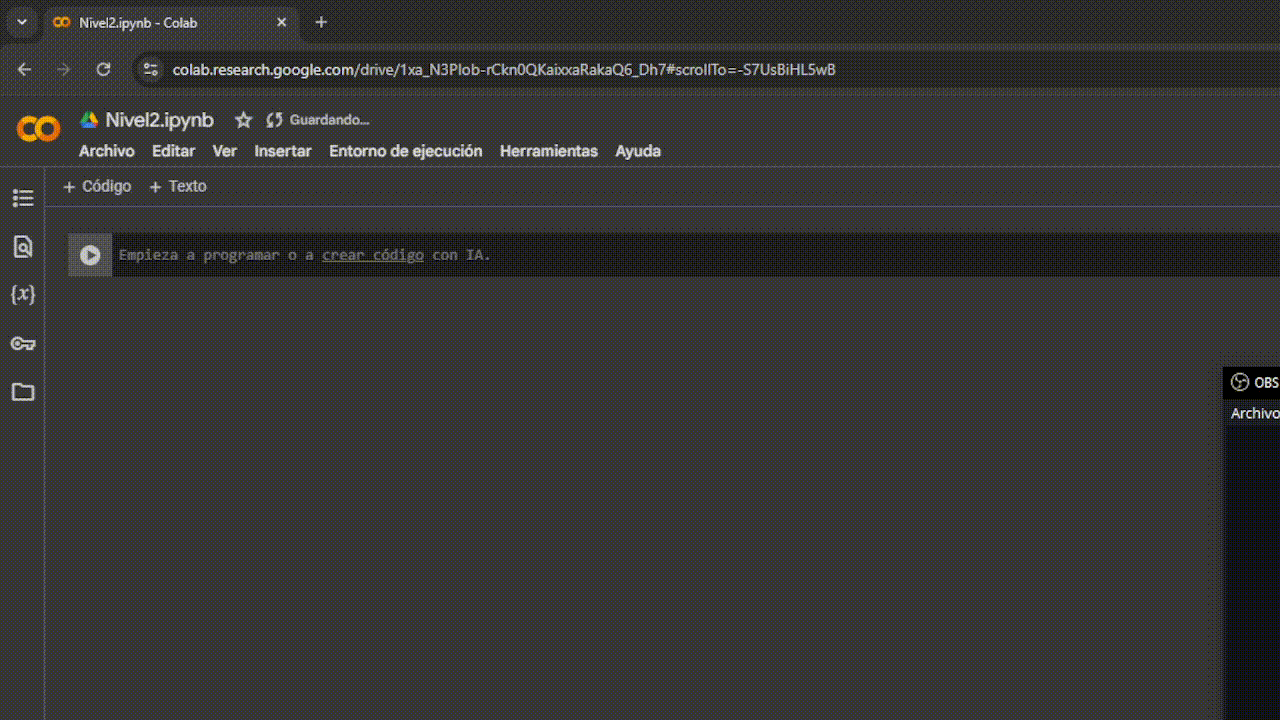 Nivel2.ipynb - Colab
colab.research.google.com/drive/1xa_N3Plob-rCkn0QKaixxaRakaQ6_Dh7#scrollTo=-S7UsBiHL5wB
Nivel2.ipynb Guardando...
Archivo Editar Ver Insertar Entorno de ejecución Herramientas Ayuda
+ Código + Texto
Empieza a programar o a crear código con IA.
{x}
OBS
Archivo